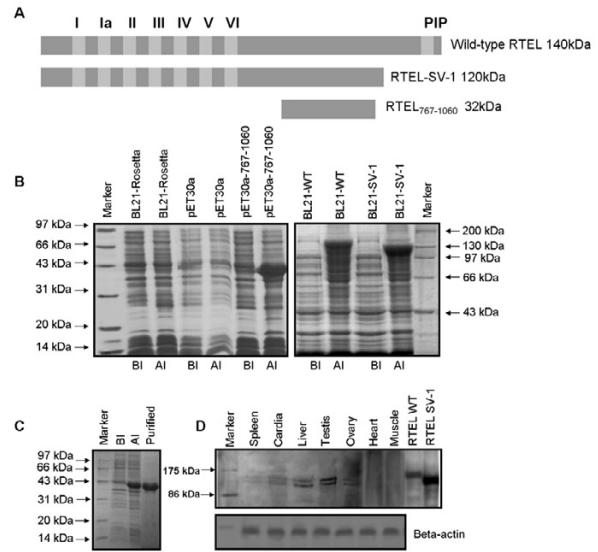 A
I Ia II III IV V VI PIP
Wild-type RTEL 140kDa
RTEL-SV-1 120kDa
RTEL767-1060 32kDa
B
Marker BL21-Rosetta BL21-Rosetta pET30a pET30a pET30a-767-1060 pET30a-767-1060
97 kDa
66 kDa
43 kDa
31 kDa
20 kDa
14 kDa
BI AI BI AI BI AI
BL21-WT BL21-WT BL21-SV-1 BL21-SV-1 Marker
200 kDa
130 kDa
97 kDa
66 kDa
43 kDa
BI AI BI AI
C
Marker BI AI Purified
97 kDa
66 kDa
43 kDa
31 kDa
20 kDa
14 kDa
D
Marker Spleen Cardia Liver Testis Ovary Heart Muscle RTEL WT RTEL SV-1
175 kDa
86 kDa
Beta-actin